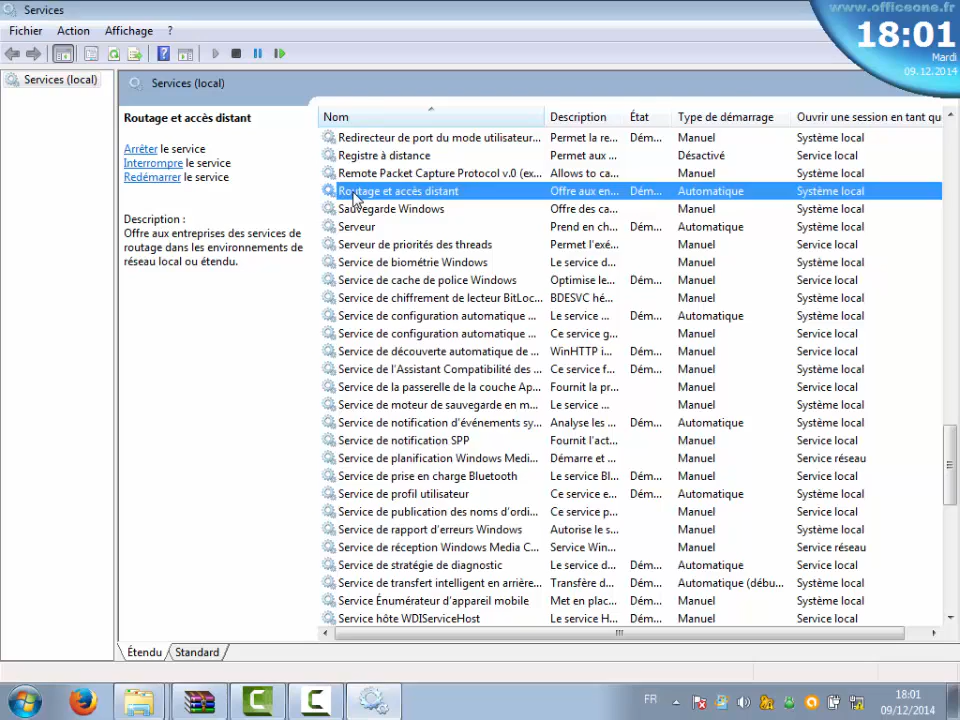 Services
www.officeone.fr
18:01
Mardi
09.12.2014
Fichier Action Affichage ?
Services (local)
Services (local)
Routage et accès distant
Arrêter le service
Interrompre le service
Redémarrer le service
Description :
Offre aux entreprises des services de
routage dans les environnements de
réseau local ou étendu.
Nom Description État Type de démarrage Ouvrir une session en tant qu
Redirecteur de port du mode utilisateur... Permet la re... Dém... Manuel Système local
Registre à distance Permet aux ... Désactivé Service local
Remote Packet Capture Protocol v.0 (ex... Allows to ca... Manuel Système local
Routage et accès distant Offre aux en... Dém... Automatique Système local
Sauvegarde Windows Offre des ca... Manuel Système local
Serveur Prend en ch... Dém... Automatique Système local
Serveur de priorités des threads Permet l'exé... Manuel Service local
Service de biométrie Windows Le service d... Manuel Système local
Service de cache de police Windows Optimise le... Dém... Manuel Service local
Service de chiffrement de lecteur BitLoc... BDESVC hé... Manuel Système local
Service de configuration automatique ... Le service ... Dém... Automatique Système local
Service de configuration automatique ... Ce service g... Manuel Service local
Service de découverte automatique de ... WinHTTP i... Dém... Manuel Service local
Service de l'Assistant Compatibilité des ... Ce service f... Dém... Manuel Système local
Service de la passerelle de la couche Ap... Fournit la pr... Manuel Service local
Service de moteur de sauvegarde en m... Le service ... Manuel Système local
Service de notification d'événements sy... Analyse les ... Dém... Automatique Système local
Service de notification SPP Fournit l'act... Manuel Service local
Service de planification Windows Medi... Démarre et ... Manuel Service réseau
Service de prise en charge Bluetooth Le service Bl... Dém... Manuel Service local
Service de profil utilisateur Ce service e... Dém... Automatique Système local
Service de publication des noms d'ordi... Ce service p... Manuel Service local
Service de rapport d'erreurs Windows Autorise le s... Manuel Système local
Service de réception Windows Media C... Service Win... Manuel Service réseau
Service de stratégie de diagnostic Le service d... Dém... Automatique Service local
Service de transfert intelligent en arrière... Transfère d... Dém... Automatique (débu... Système local
Service Énumérateur d'appareil mobile Met en plac... Dém... Manuel Système local
Service hôte WDIServiceHost Le service H... Dém... Manuel Service local
Étendu Standard
FR
18:01
09/12/2014